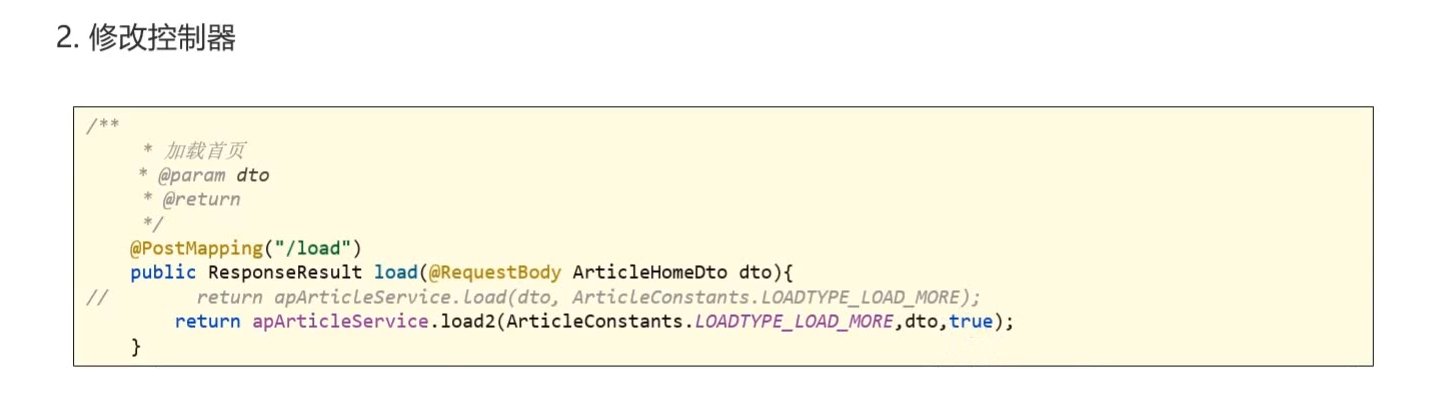 2. 修改控制器
/**
     * 加载首页
     * @param dto
     * @return
     */
    @PostMapping("/load")
    public ResponseResult load(@RequestBody ArticleHomeDto dto){
//        return apArticleService.load(dto, ArticleConstants.LOADTYPE_LOAD_MORE);
        return apArticleService.load2(ArticleConstants.LOADTYPE_LOAD_MORE,dto,true);
    }